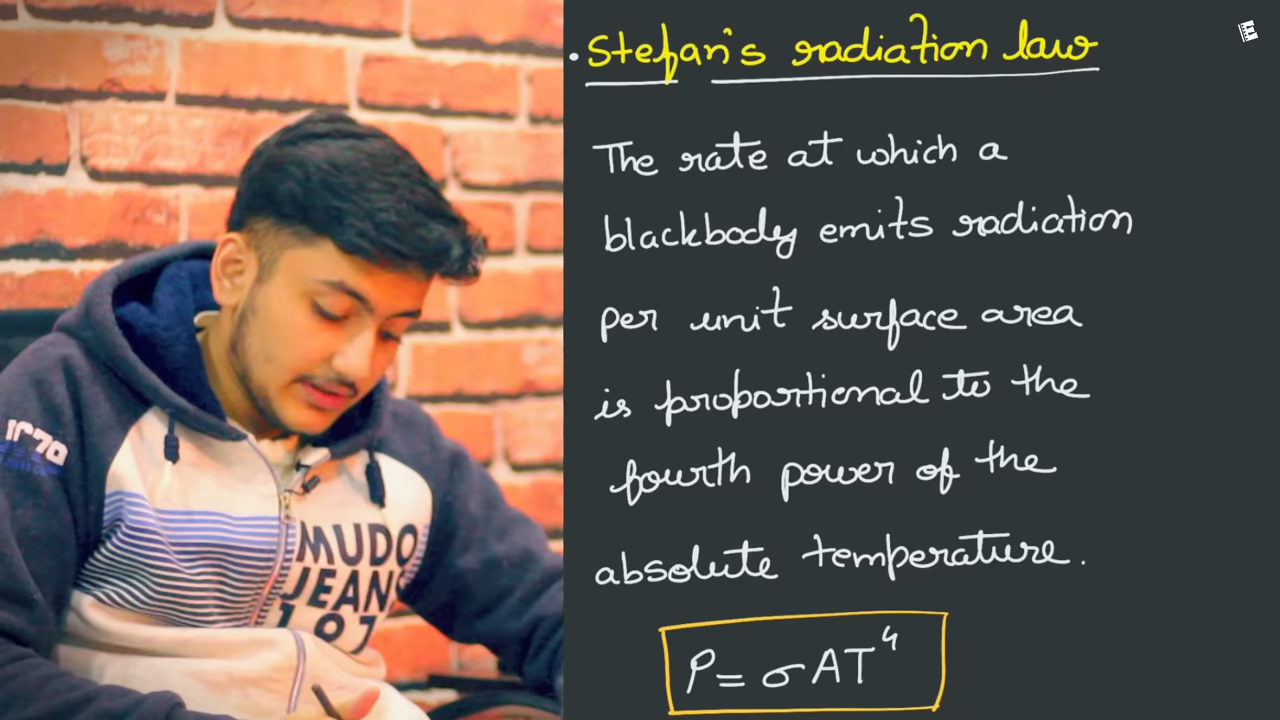 Stefan's radiation law
The rate at which a
blackbody emits radiation
per unit surface area
is proportional to the
fourth power of the
absolute temperature.
P = σAT⁴
MUDO
JEANS
197